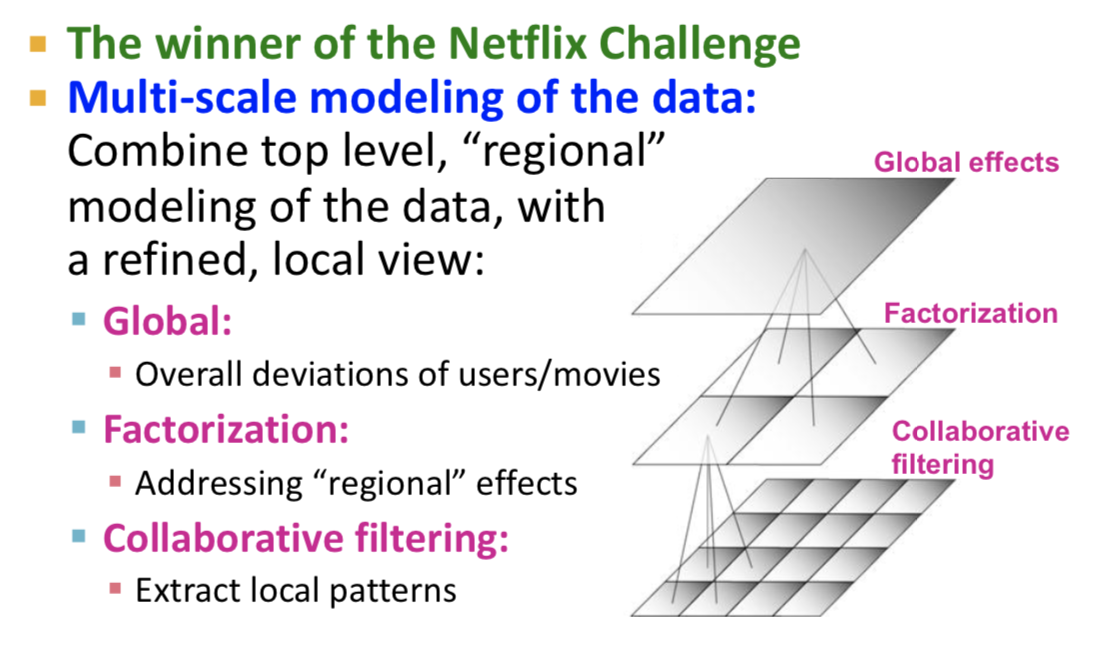 The winner of the Netflix Challenge
Multi-scale modeling of the data:
Combine top level, “regional”
modeling of the data, with
a refined, local view:
Global:
Overall deviations of users/movies
Factorization:
Addressing “regional” effects
Collaborative filtering:
Extract local patterns
Global effects
Factorization
Collaborative
filtering